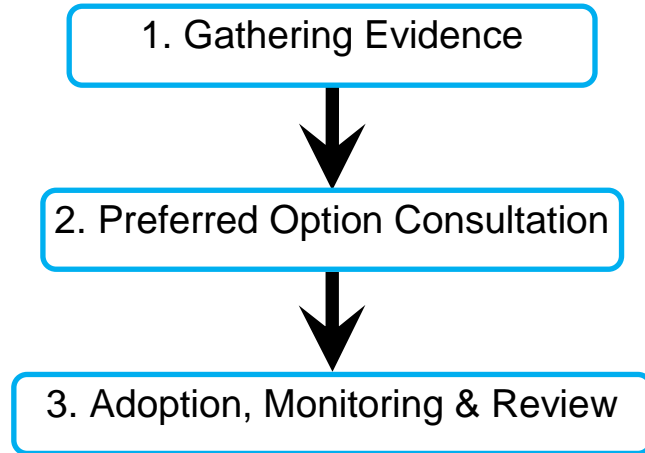 1. Gathering Evidence
2. Preferred Option Consultation
3. Adoption, Monitoring & Review